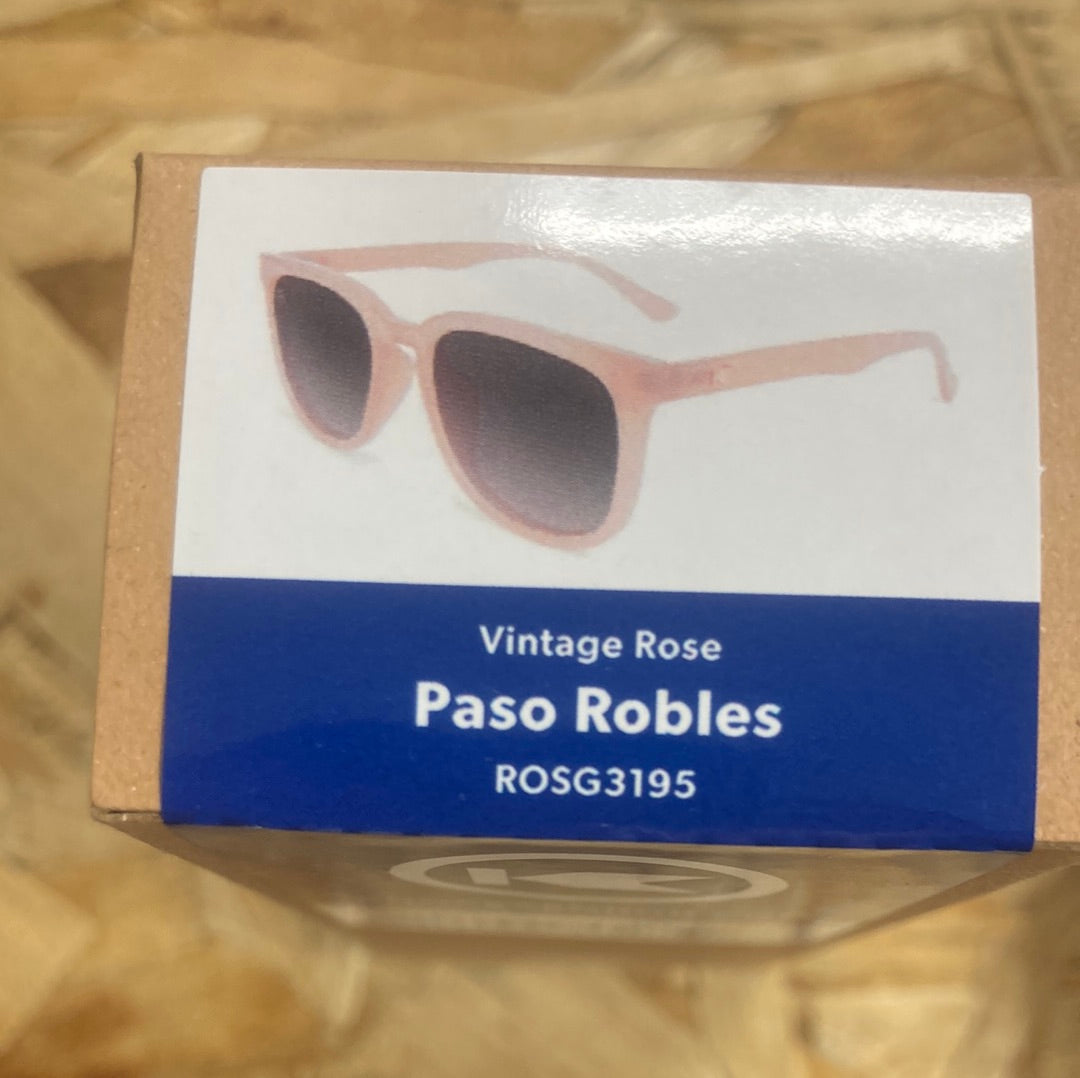 Vintage Rose
Paso Robles
ROSG3195